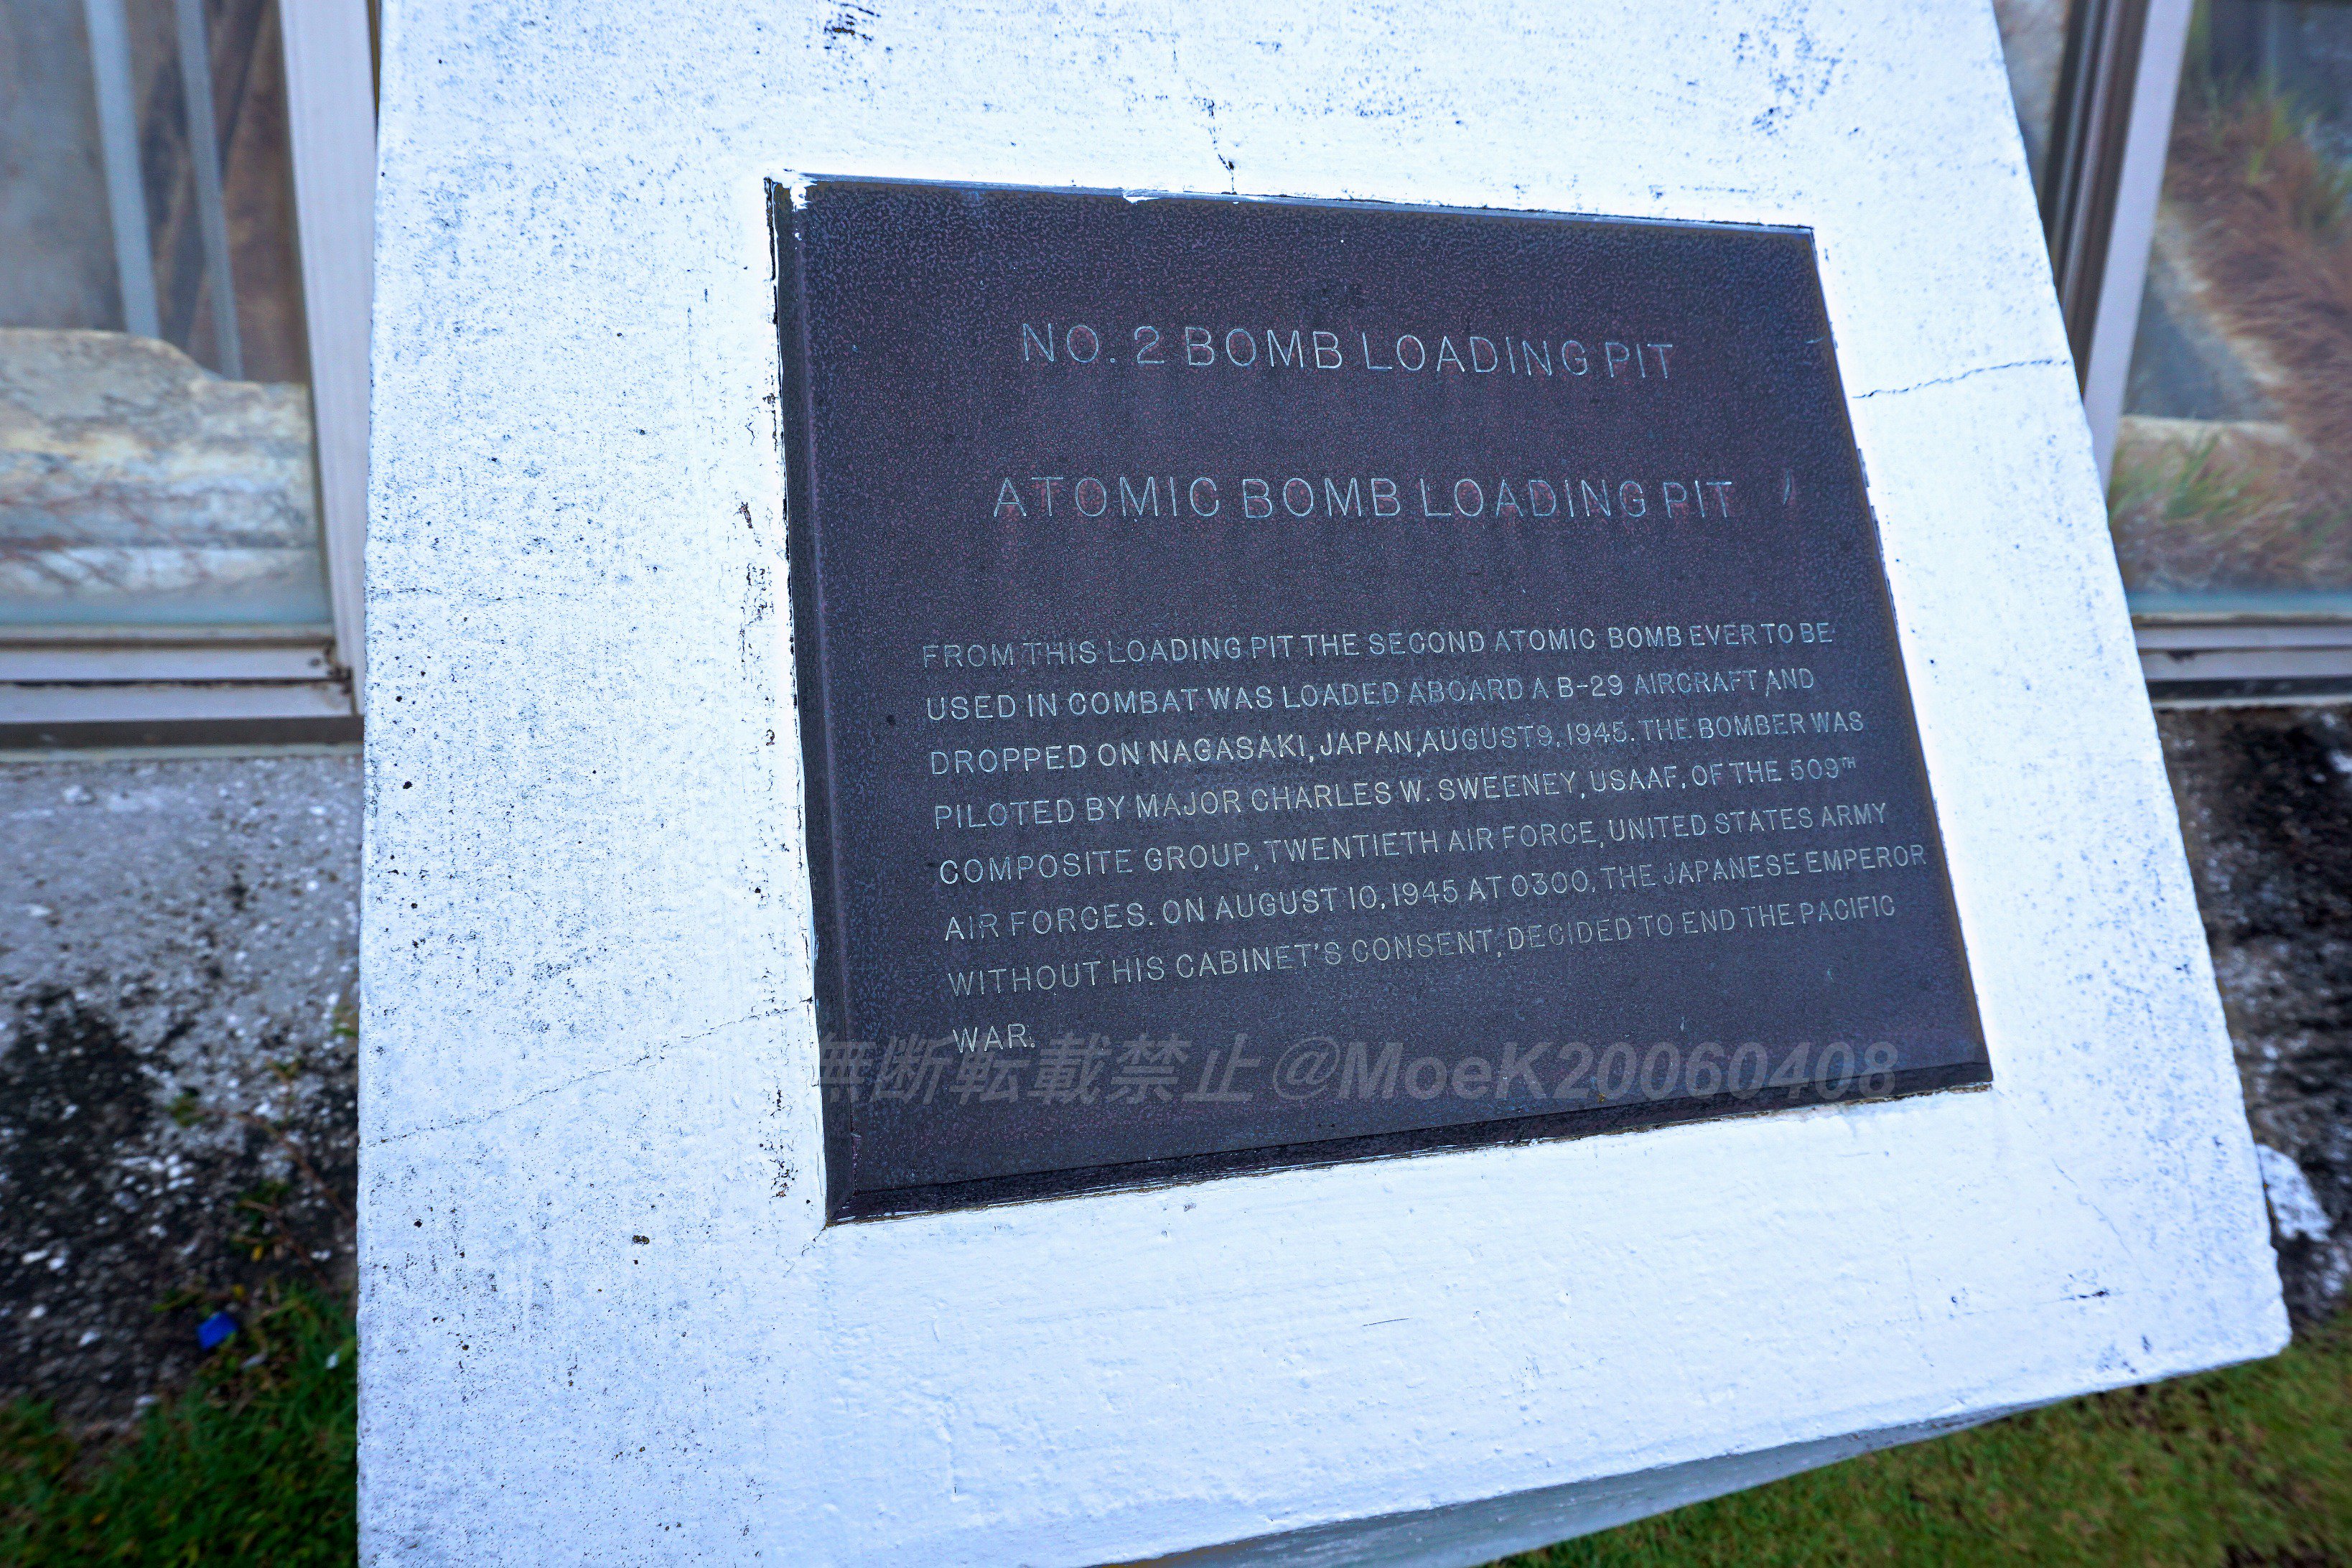 NO. 2 BOMB LOADING PIT
ATOMIC BOMB LOADING PIT
FROM THIS LOADING PIT THE SECOND ATOMIC BOMB EVER TO BE
USED IN COMBAT WAS LOADED ABOARD A B-29 AIRCRAFT AND
DROPPED ON NAGASAKI, JAPAN, AUGUST 9, 1945. THE BOMBER WAS
PILOTED BY MAJOR CHARLES W. SWEENEY, USAAF, OF THE 509TH
COMPOSITE GROUP, TWENTIETH AIR FORCE, UNITED STATES ARMY
AIR FORCES. ON AUGUST 10, 1945 AT 0300, THE JAPANESE EMPEROR
WITHOUT HIS CABINET'S CONSENT, DECIDED TO END THE PACIFIC
WAR.
無断転載禁止@MoeK20060408